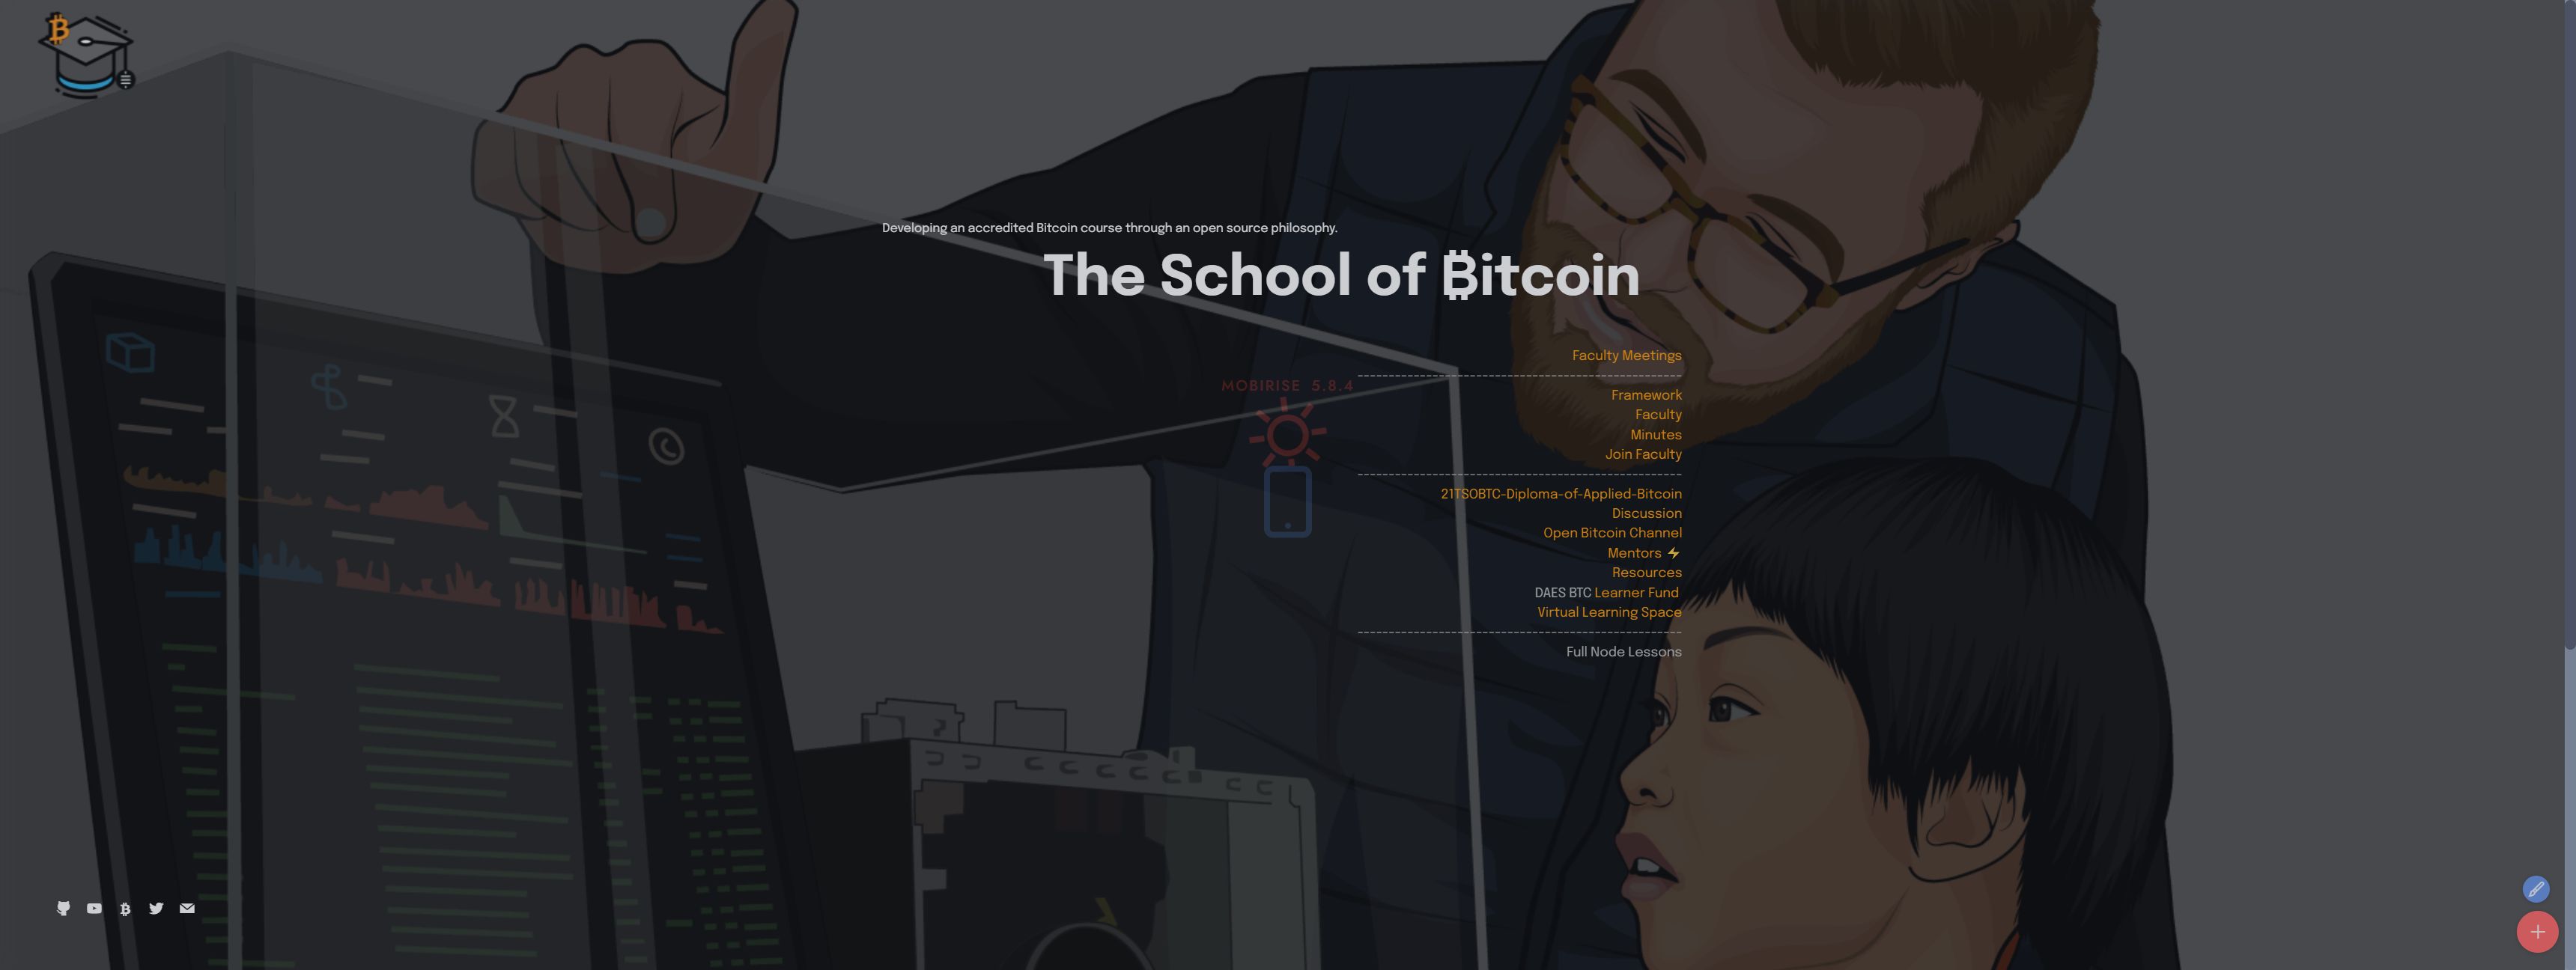 Developing an accredited Bitcoin course through an open source philosophy.
The School of ₿itcoin
Faculty Meetings
MOBIRISE 5.8.4
Framework
Faculty
Minutes
Join Faculty
21TSOBTC-Diploma-of-Applied-Bitcoin
Discussion
Open Bitcoin Channel
Mentors ⚡
Resources
DAES BTC Learner Fund
Virtual Learning Space
Full Node Lessons